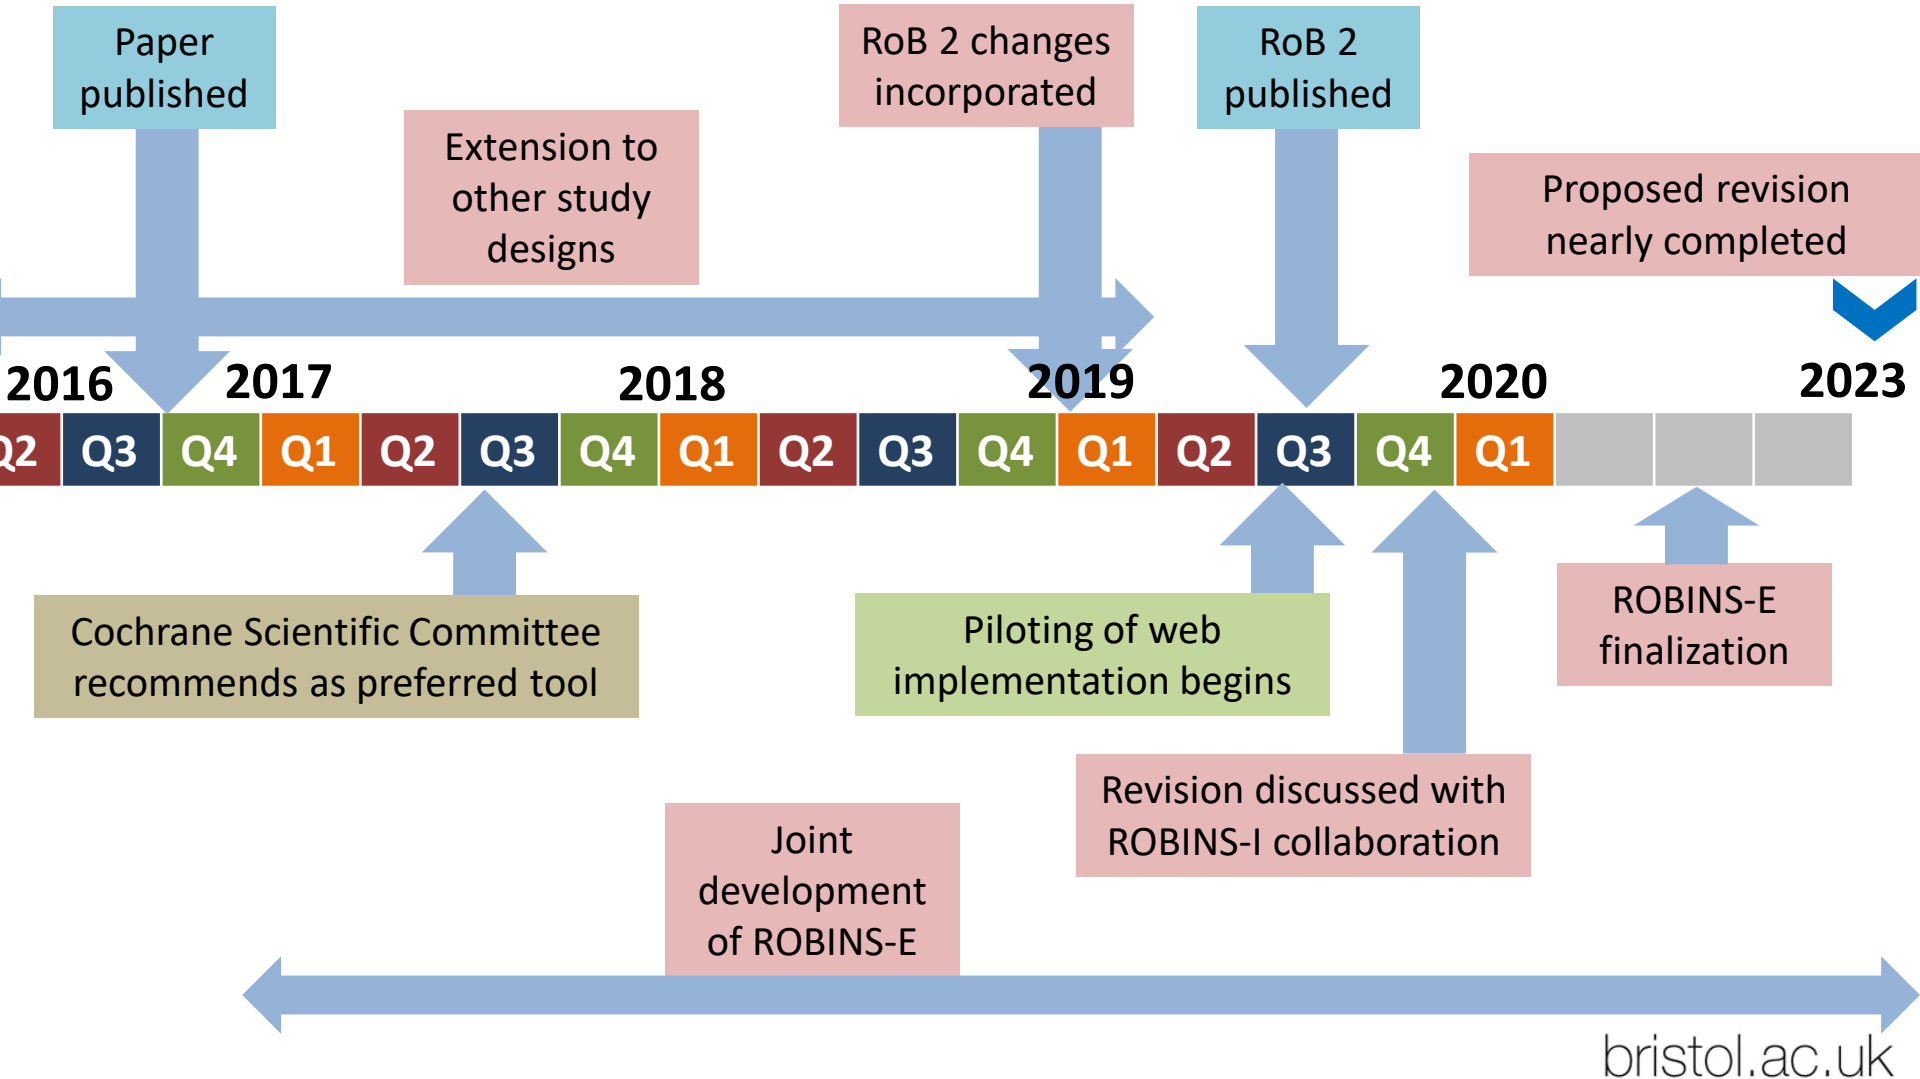 Paper
published
RoB 2 changes
incorporated
RoB 2
published
Extension to
other study
designs
Proposed revision
nearly completed
2016 2017 2018 2019 2020 2023
Q2 Q3 Q4 Q1 Q2 Q3 Q4 Q1 Q2 Q3 Q4 Q1 Q2 Q3 Q4 Q1
Cochrane Scientific Committee
recommends as preferred tool
Piloting of web
implementation begins
ROBINS-E
finalization
Revision discussed with
ROBINS-I collaboration
Joint
development
of ROBINS-E
bristol.ac.uk